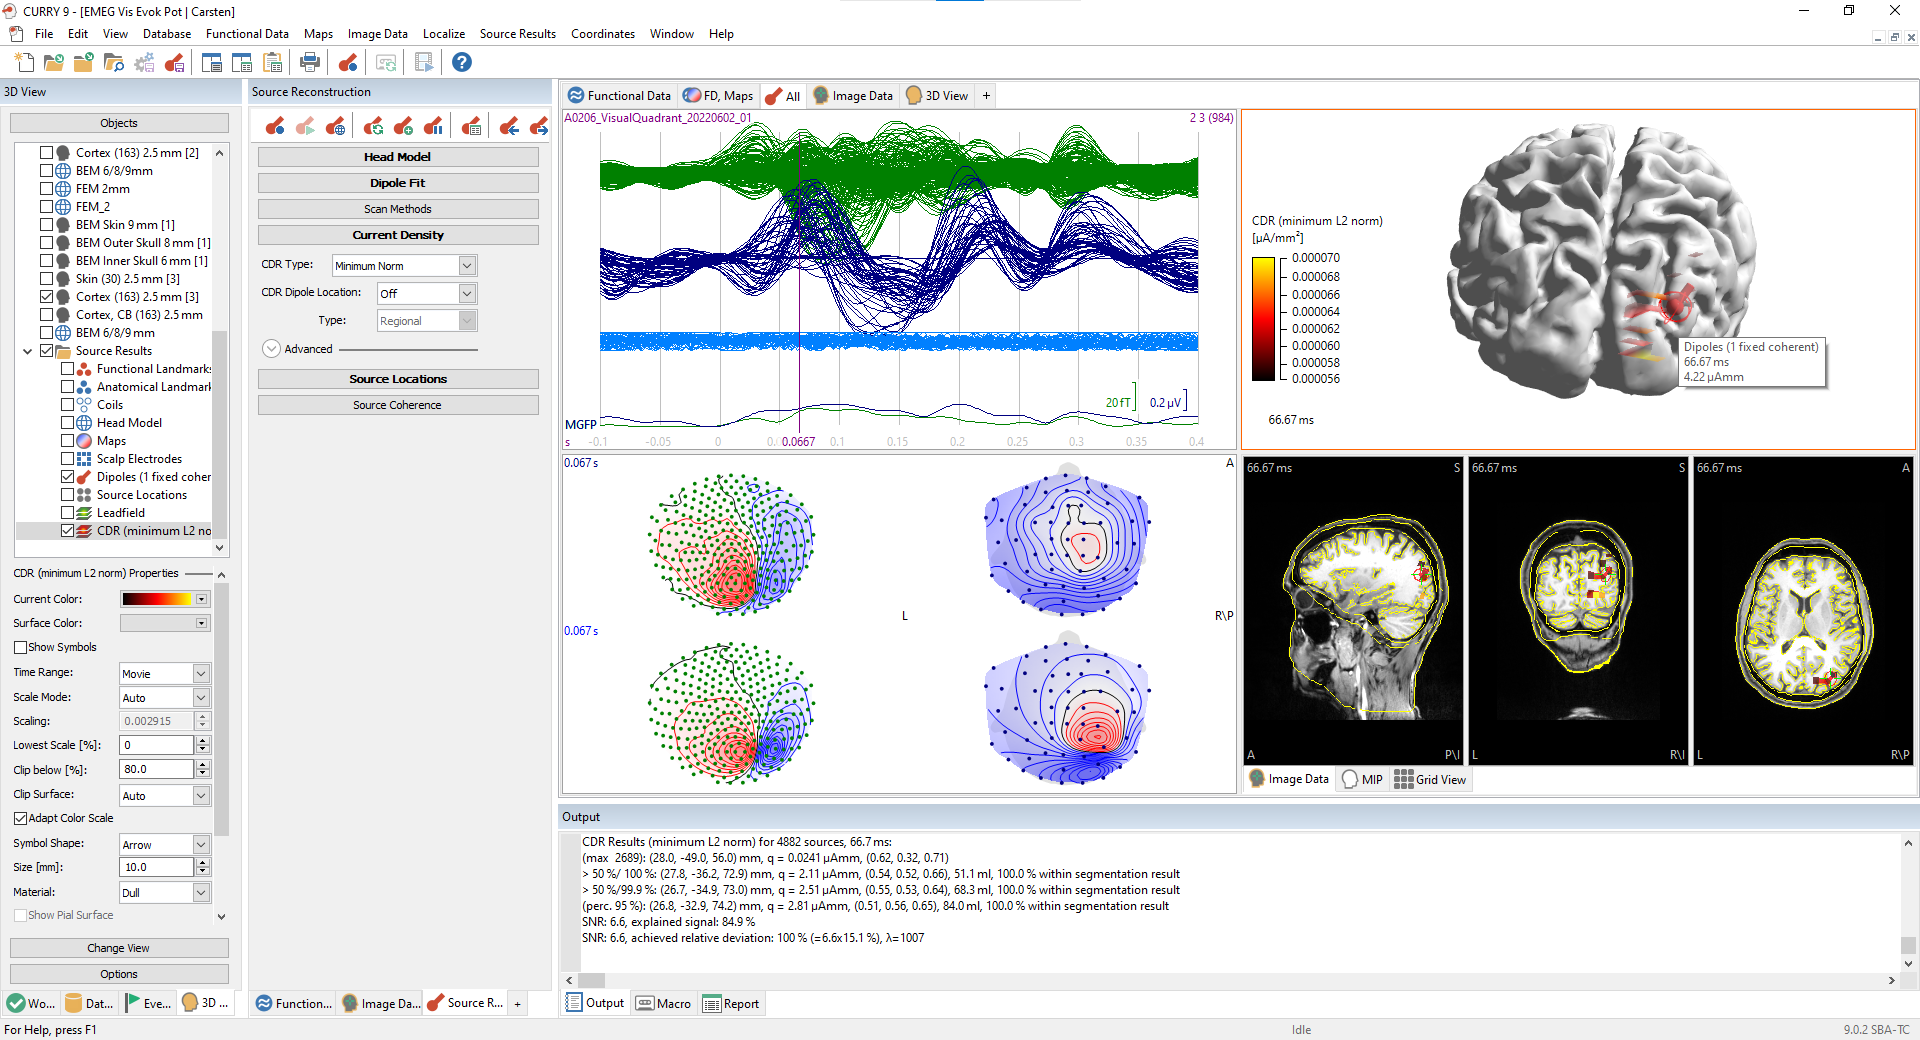 CURRY 9 - [EMEG Vis Evok Pot | Carsten]
File Edit View Database Functional Data Maps Image Data Localize Source Results Coordinates Window Help
3D View
Objects
Cortex (163) 2.5 mm [2]
BEM 6/8/9mm
FEM 2mm
FEM_2
BEM Skin 9 mm [1]
BEM Outer Skull 8 mm [1]
BEM Inner Skull 6 mm [1]
Skin (30) 2.5 mm [3]
Cortex (163) 2.5 mm [3]
Cortex, CB (163) 2.5 mm
BEM 6/8/9 mm
Source Results
Functional Landmarks
Anatomical Landmark
Coils
Head Model
Maps
Scalp Electrodes
Dipoles (1 fixed coher
Source Locations
Leadfield
CDR (minimum L2 no
CDR (minimum L2 norm) Properties
Current Color:
Surface Color:
Show Symbols
Time Range: Movie
Scale Mode: Auto
Scaling: 0.002915
Lowest Scale [%]: 0
Clip below [%]: 80.0
Clip Surface: Auto
Adapt Color Scale
Symbol Shape: Arrow
Size [mm]: 10.0
Material: Dull
Show Pial Surface
Change View
Options
Wo... Dat... Eve... 3D ...
Source Reconstruction
Head Model
Dipole Fit
Scan Methods
Current Density
CDR Type: Minimum Norm
CDR Dipole Location: Off
Type: Regional
Advanced
Source Locations
Source Coherence
Function... Image Da... Source R... +
Functional Data FD, Maps All Image Data 3D View +
A0206_VisualQuadrant_20220602_01
2 3 (984)
20 fT 0.2 µV
MGFP
s -0.1 -0.05 0 0.0 0.0667 0.1 0.15 0.2 0.25 0.3 0.35 0.4
CDR (minimum L2 norm)
[µA/mm²]
0.000070
0.000068
0.000066
0.000064
0.000062
0.000060
0.000058
0.000056
66.67 ms
Dipoles (1 fixed coherent)
66.67 ms
4.22 µAmm
0.067 s
A
L
R\P
0.067 s
66.67 ms S
A P\I
66.67 ms S
L R\I
66.67 ms A
L R\P
Image Data MIP Grid View
Output
CDR Results (minimum L2 norm) for 4882 sources, 66.7 ms:
(max 2689): (28.0, -49.0, 56.0) mm, q = 0.0241 µAmm, (0.62, 0.32, 0.71)
> 50 %/ 100 %: (27.8, -36.2, 72.9) mm, q = 2.11 µAmm, (0.54, 0.52, 0.66), 51.1 ml, 100.0 % within segmentation result
> 50 %/99.9 %: (26.7, -34.9, 73.0) mm, q = 2.51 µAmm, (0.55, 0.53, 0.64), 68.3 ml, 100.0 % within segmentation result
(perc. 95 %): (26.8, -32.9, 74.2) mm, q = 2.81 µAmm, (0.51, 0.56, 0.65), 84.0 ml, 100.0 % within segmentation result
SNR: 6.6, explained signal: 84.9 %
SNR: 6.6, achieved relative deviation: 100 % (=6.6x15.1 %), λ=1007
Output Macro Report
For Help, press F1
Idle
9.0.2 SBA-TC